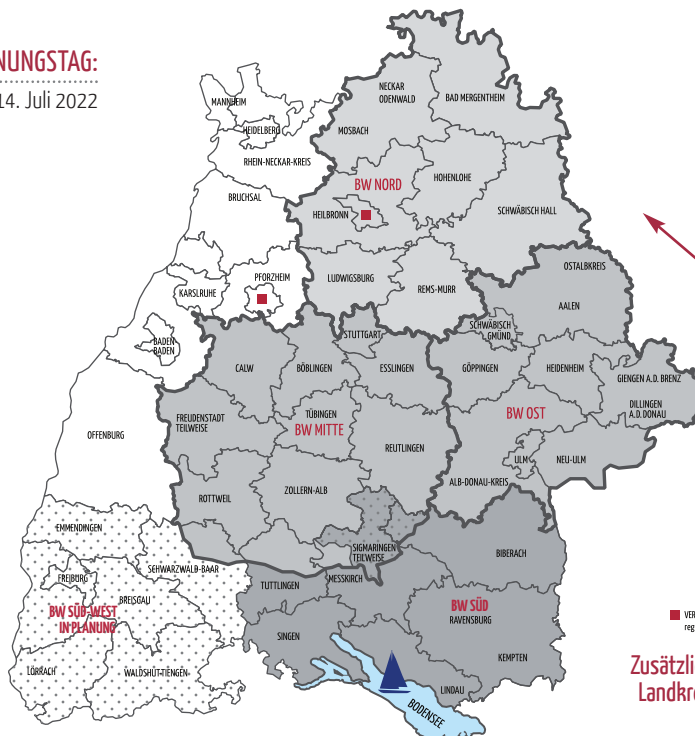 NUNGSTAG:
14. Juli 2022
MANNHEIM
HEIDELBERG
RHEIN-NECKAR-KREIS
BRUCHSAL
NECKAR
ODENWALD
BAD MERGENTHEIM
MOSBACH
HOHENLOHE
BW NORD
HEILBRONN
SCHWÄBISCH HALL
PFORZHEIM
KARSLRUHE
LUDWIGSBURG
REMS-MURR
OSTALBKREIS
AALEN
BADEN
BADEN
STUTTGART
SCHWÄBISCH
GMÜND
CALW
BÖBLINGEN
ESSLINGEN
GÖPPINGEN
HEIDENHEIM
GIENGEN A.D. BRENZ
DILLINGEN
A.D.DONAU
FREUDENSTADT
TEILWEISE
TÜBINGEN
BW MITTE
BW OST
OFFENBURG
REUTLINGEN
ULM
NEU-ULM
ALB-DONAU-KREIS
ROTTWEIL
ZOLLERN-ALB
EMMENDINGEN
SIGMARINGEN
TEILWEISE
BIBERACH
SCHWARZWALD-BAAR
FREIBURG
TUTTLINGEN
MESSKIRCH
BREISGAU
BW SÜD-WEST
IN PLANUNG
BW SÜD
RAVENSBURG
SINGEN
LÖRRACH
WALDSHUT-TIENGEN
KEMPTEN
LINDAU
BODENSEE
VER
reg
Zusätzli
Landkre